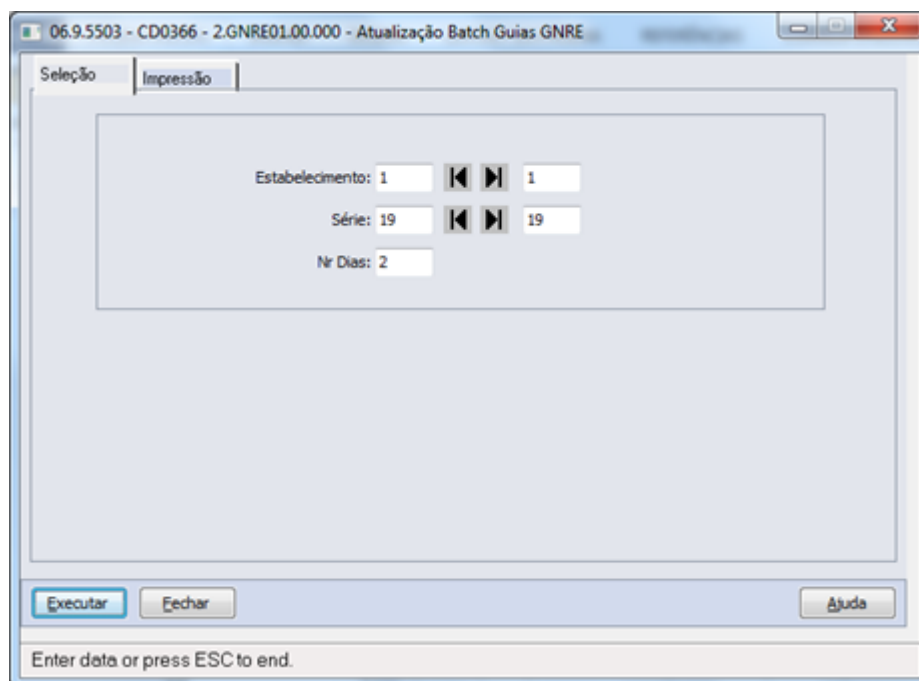 06.9.5503 - CD0366 - 2.GNRE01.00.000 - Atualização Batch Guias GNRE
Seleção Impressão
Estabelecimento: 1 1
Série: 19 19
Nr Dias: 2
Executar Fechar Ajuda
Enter data or press ESC to end.